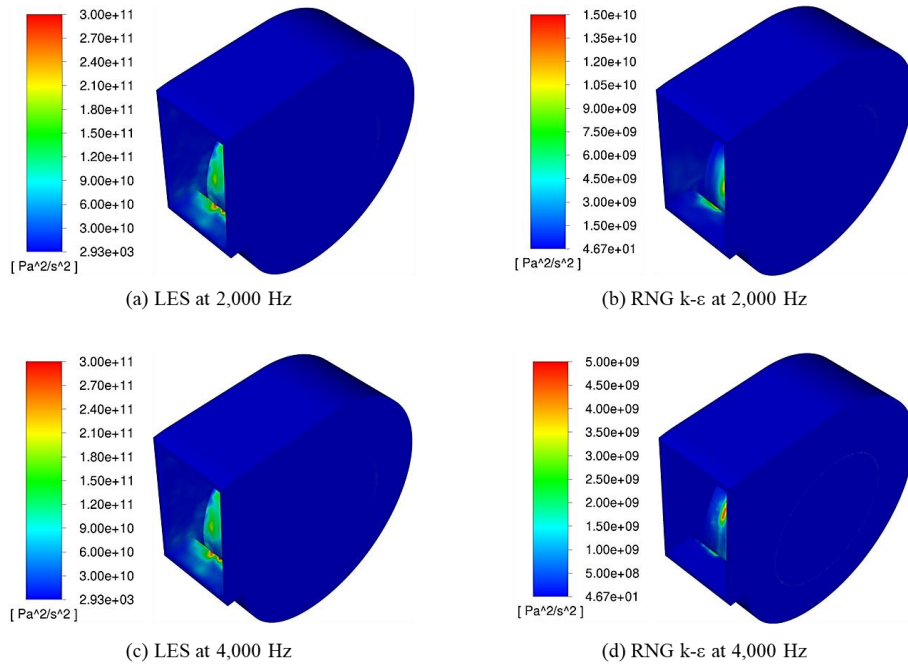 3.00e+11
2.70e+11
2.40e+11
2.10e+11
1.80e+11
1.50e+11
1.20e+11
9.00e+10
6.00e+10
3.00e+10
2.93e+03
[ Pa^2/s^2 ]
(a) LES at 2,000 Hz
1.50e+10
1.35e+10
1.20e+10
1.05e+10
9.00e+09
7.50e+09
6.00e+09
4.50e+09
3.00e+09
1.50e+09
4.67e+01
[ Pa^2/s^2 ]
(b) RNG k-ε at 2,000 Hz
3.00e+11
2.70e+11
2.40e+11
2.10e+11
1.80e+11
1.50e+11
1.20e+11
9.00e+10
6.00e+10
3.00e+10
2.93e+03
[ Pa^2/s^2 ]
(c) LES at 4,000 Hz
5.00e+09
4.50e+09
4.00e+09
3.50e+09
3.00e+09
2.50e+09
2.00e+09
1.50e+09
1.00e+09
5.00e+08
4.67e+01
[ Pa^2/s^2 ]
(d) RNG k-ε at 4,000 Hz